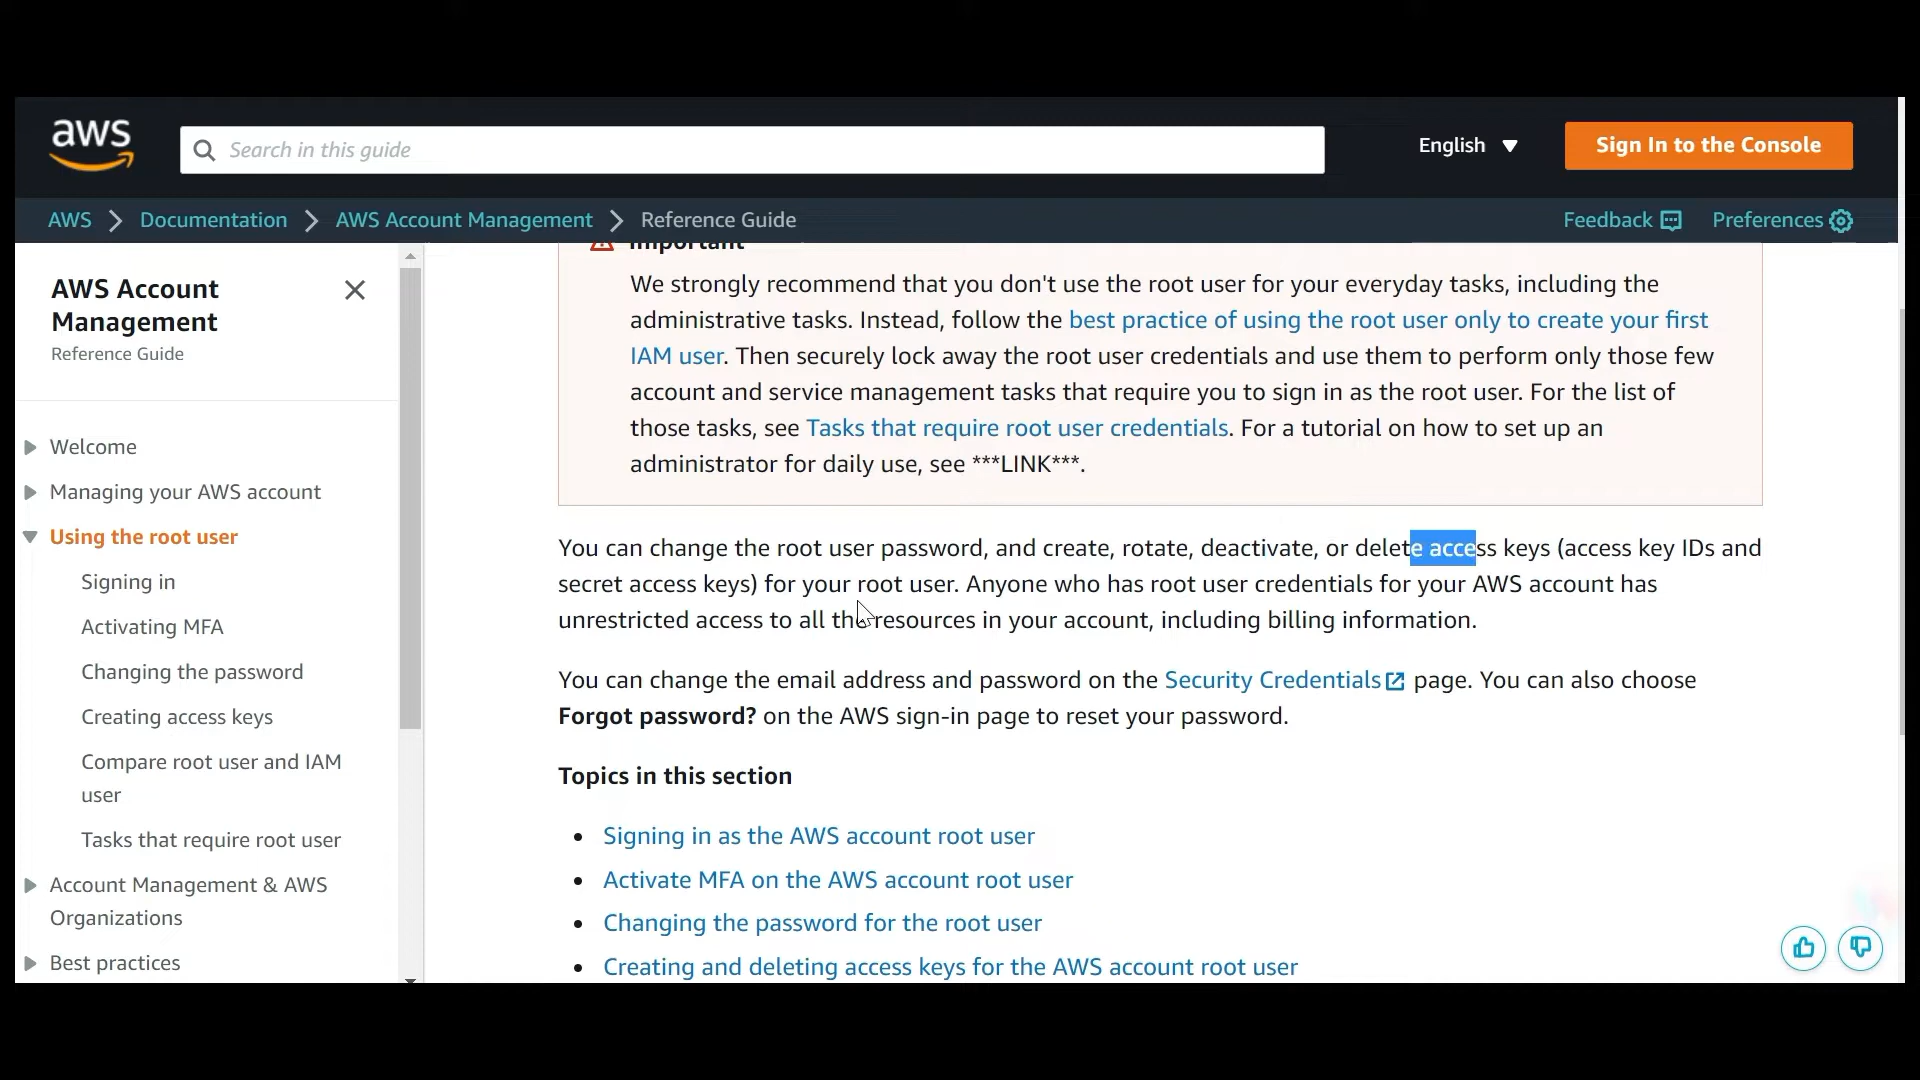 aws
Search in this guide
English
Sign In to the Console
AWS
Documentation
AWS Account Management
Reference Guide
Feedback
Preferences
AWS Account
Management
Reference Guide
Welcome
Managing your AWS account
Using the root user
Signing in
Activating MFA
Changing the password
Creating access keys
Compare root user and IAM
user
Tasks that require root user
Account Management & AWS
Organizations
Best practices
Important
We strongly recommend that you don't use the root user for your everyday tasks, including the
administrative tasks. Instead, follow the best practice of using the root user only to create your first
IAM user. Then securely lock away the root user credentials and use them to perform only those few
account and service management tasks that require you to sign in as the root user. For the list of
those tasks, see Tasks that require root user credentials. For a tutorial on how to set up an
administrator for daily use, see ***LINK***.
You can change the root user password, and create, rotate, deactivate, or delete access keys (access key IDs and
secret access keys) for your root user. Anyone who has root user credentials for your AWS account has
unrestricted access to all the resources in your account, including billing information.
You can change the email address and password on the Security Credentials page. You can also choose
Forgot password? on the AWS sign-in page to reset your password.
Topics in this section
• Signing in as the AWS account root user
• Activate MFA on the AWS account root user
• Changing the password for the root user
• Creating and deleting access keys for the AWS account root user